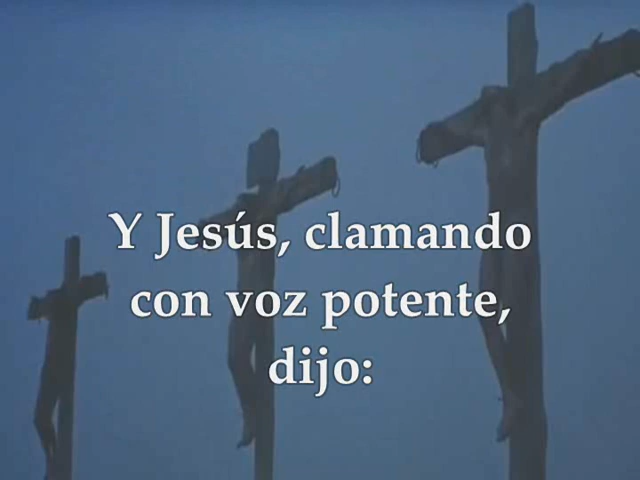 Y Jesús, clamando
con voz potente,
dijo: